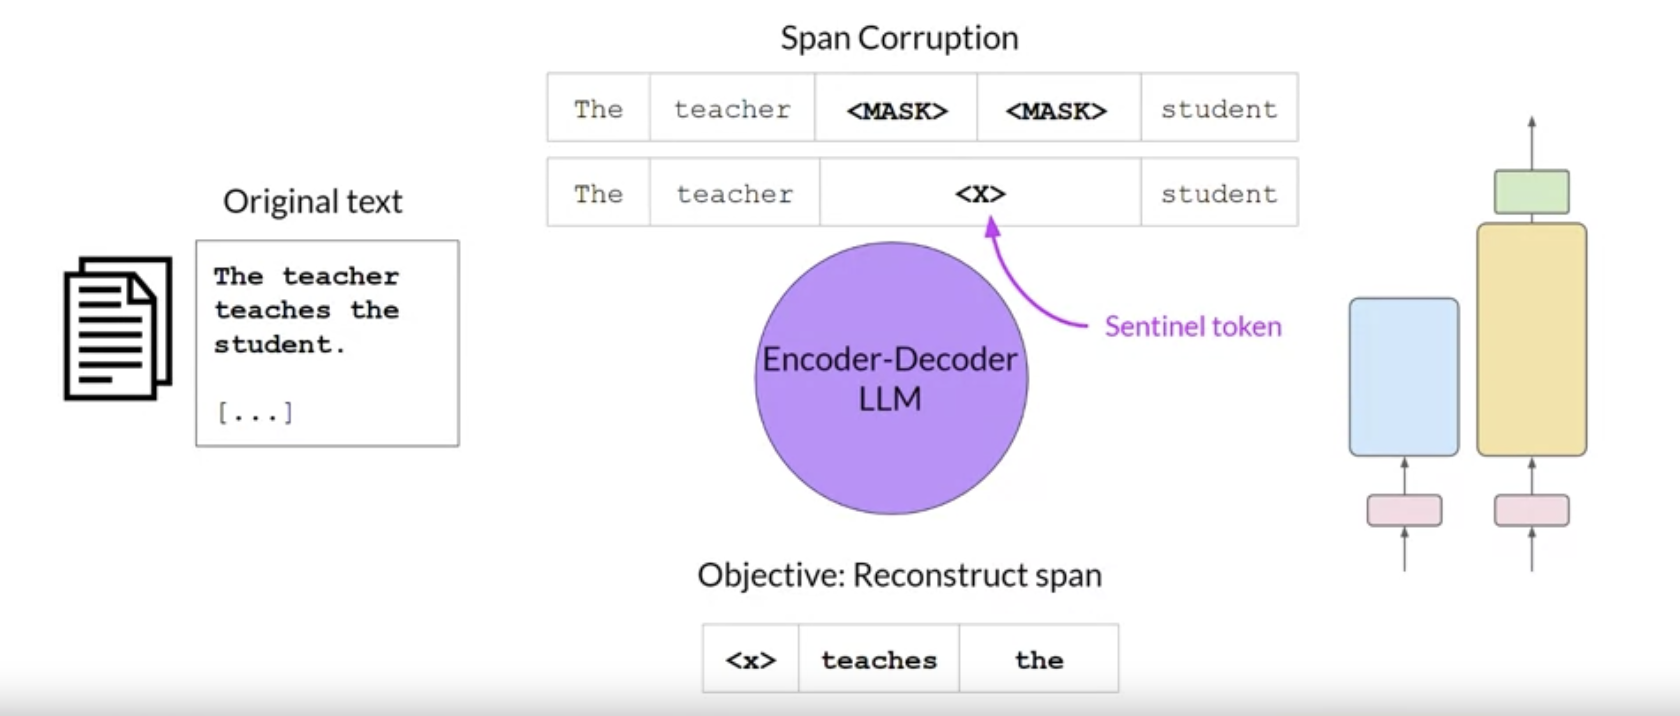 Span Corruption
The teacher <MASK> <MASK> student
The teacher <X> student
Original text
The teacher
teaches the
student.
[...]
Sentinel token
Encoder-Decoder
LLM
Objective: Reconstruct span
<x> teaches the